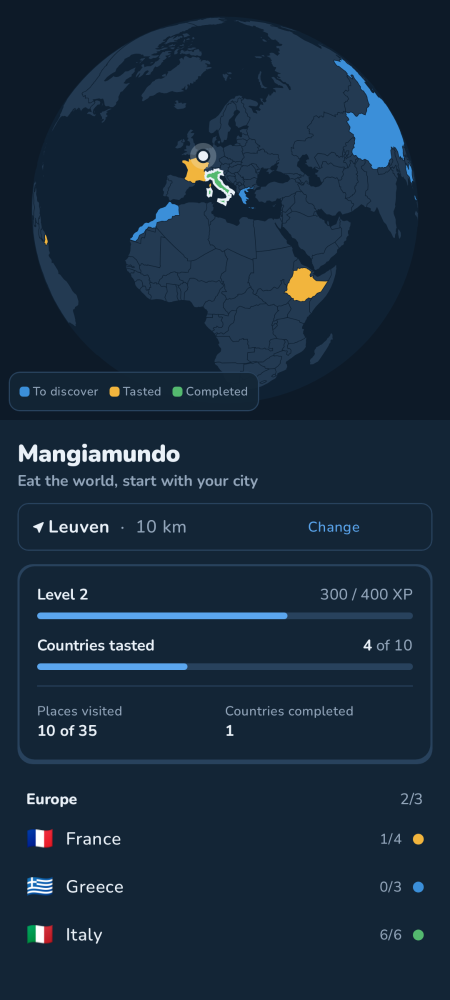 To discover Tasted Completed
Mangiamundo
Eat the world, start with your city
Leuven · 10 km Change
Level 2 300 / 400 XP
Countries tasted 4 of 10
Places visited Countries completed
10 of 35 1
Europe 2/3
France 1/4
Greece 0/3
Italy 6/6